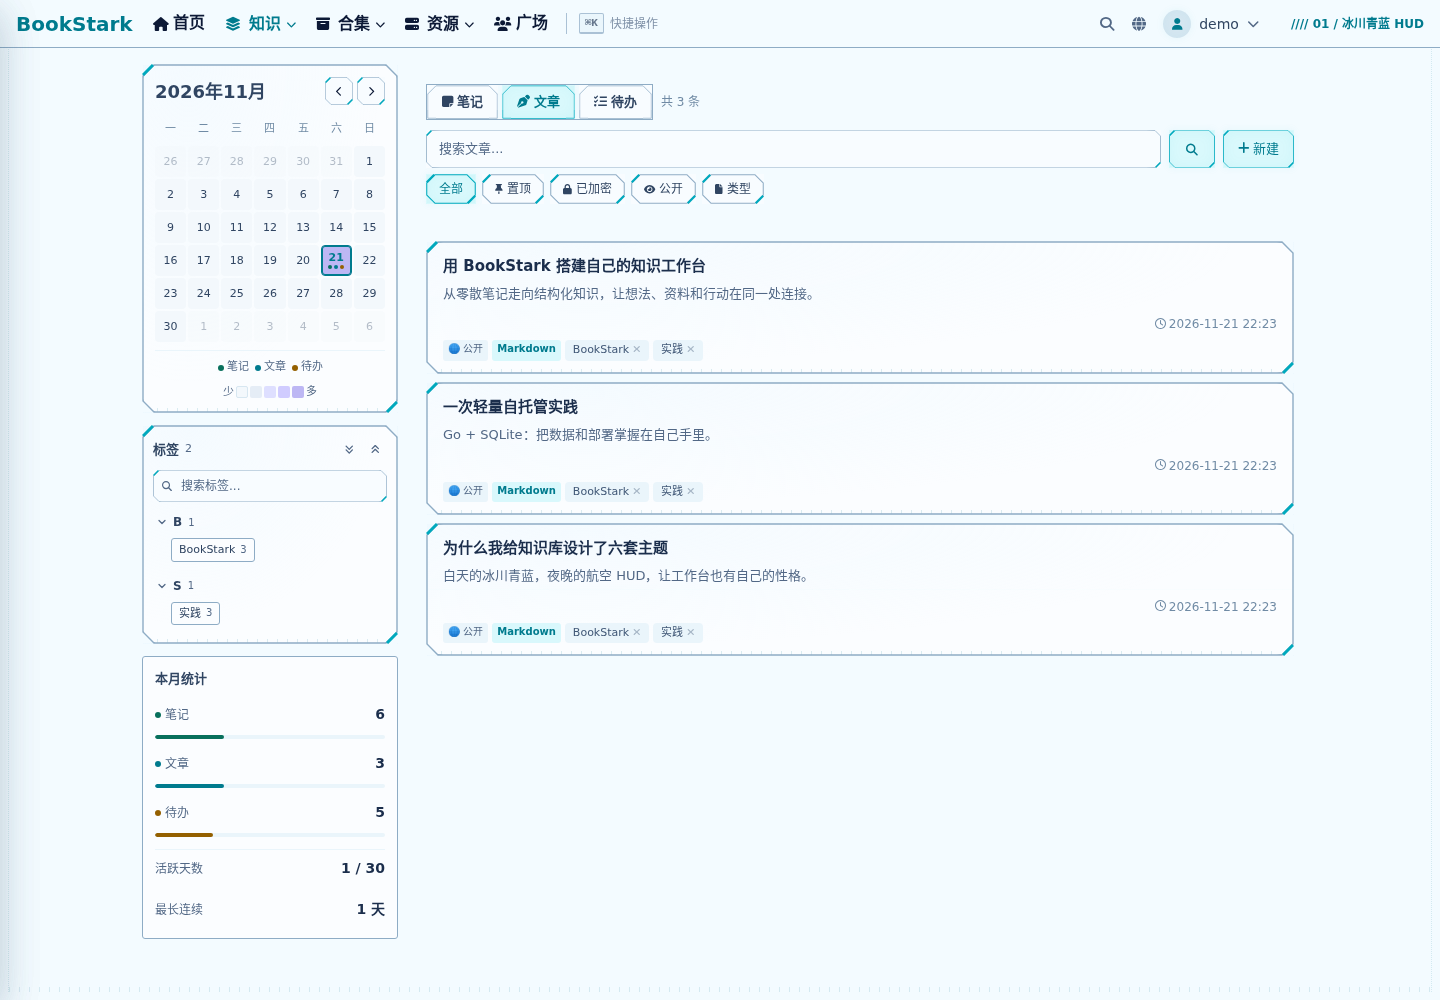 BookStark 首页 知识 合集 资源 广场 ⌘K 快捷操作 demo //// 01 / 冰川青蓝 HUD
2026年11月
一 二 三 四 五 六 日
26 27 28 29 30 31 1
2 3 4 5 6 7 8
9 10 11 12 13 14 15
16 17 18 19 20 21 22
23 24 25 26 27 28 29
30 1 2 3 4 5 6
笔记 文章 待办
少 多
标签 2
搜索标签...
B 1
BookStark 3
S 1
实践 3
本月统计
笔记 6
文章 3
待办 5
活跃天数 1 / 30
最长连续 1 天
笔记 文章 待办 共 3 条
搜索文章... 新建
全部 置顶 已加密 公开 类型
用 BookStark 搭建自己的知识工作台
从零散笔记走向结构化知识，让想法、资料和行动在同一处连接。
2026-11-21 22:23
公开 Markdown BookStark × 实践 ×
一次轻量自托管实践
Go + SQLite：把数据和部署掌握在自己手里。
2026-11-21 22:23
公开 Markdown BookStark × 实践 ×
为什么我给知识库设计了六套主题
白天的冰川青蓝，夜晚的航空 HUD，让工作台也有自己的性格。
2026-11-21 22:23
公开 Markdown BookStark × 实践 ×